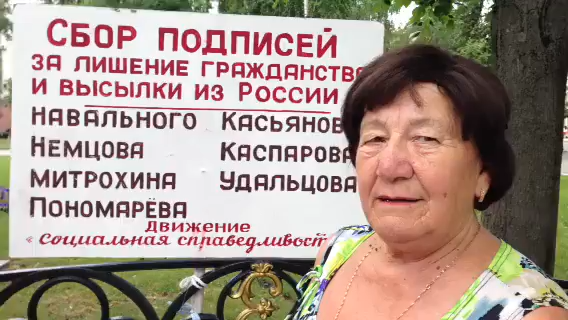 СБОР ПОДПИСЕЙ
ЗА ЛИШЕНИЕ ГРАЖДАНСТВА
И ВЫСЫЛКИ ИЗ РОССИИ
НАВАЛЬНОГО КАСЬЯНОВ
НЕМЦОВА КАСПАРОВА
МИТРОХИНА УДАЛЬЦОВА
ПОНОМАРЁВА
ДВИЖЕНИЕ
«СОЦИАЛЬНАЯ СПРАВЕДЛИВОСТ